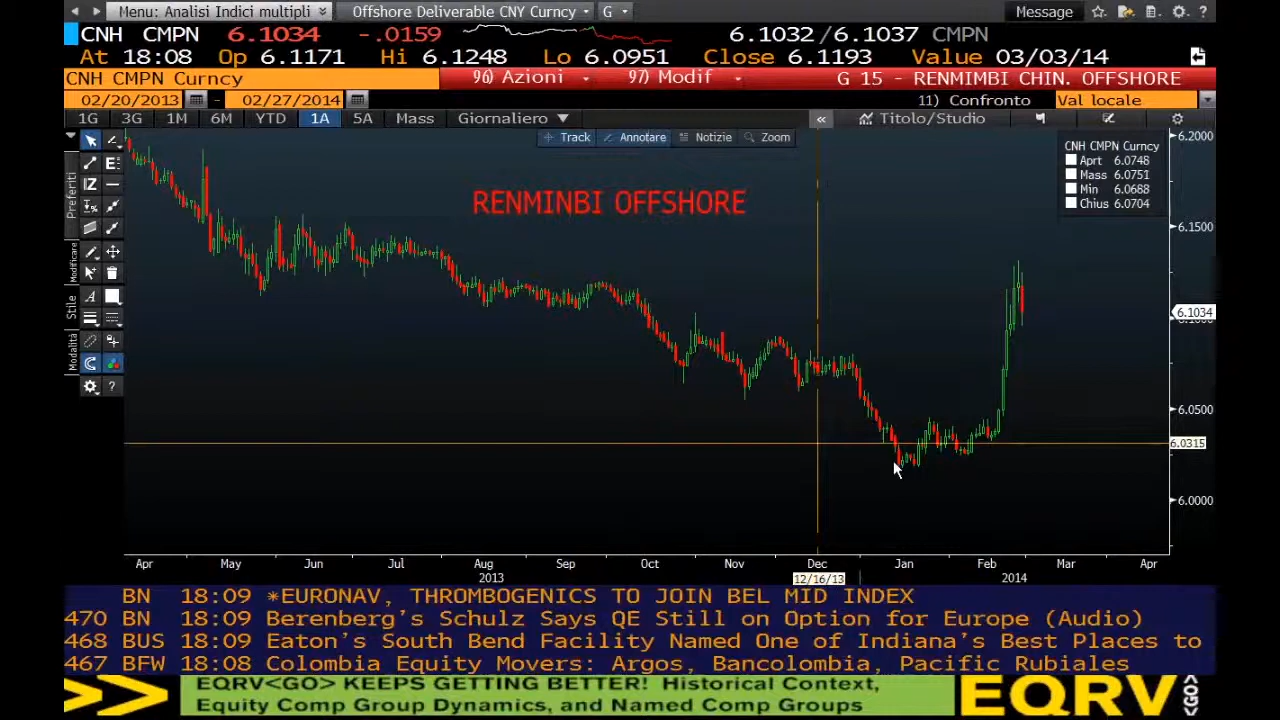 Menu: Analisi Indici multipli Offshore Deliverable CNY Curncy G Message ?
CNH CMPN 6.1034 -.0159 6.1032/6.1037 CMPN
At 18:08 Op 6.1171 Hi 6.1248 Lo 6.0951 Close 6.1193 Value 03/03/14
CNH CMPN Curncy 96) Azioni 97) Modif G 15 - RENMIMBI CHIN. OFFSHORE
02/20/2013 - 02/27/2014 11) Confronto Val locale
1G 3G 1M 6M YTD 1A 5A Mass Giornaliero « Titolo/Studio
Track Annotare Notizie Zoom
RENMINBI OFFSHORE
CNH CMPN Curncy
Aprt 6.0748
Mass 6.0751
Min 6.0688
Chius 6.0704
Preferiti
Modificare
Stile
Modalità
6.2000
6.1500
6.1034
6.0500
6.0315
6.0000
Apr May Jun Jul Aug Sep Oct Nov Dec Jan Feb Mar Apr
2013 12/16/13 2014
BN 18:09 *EURONAV, THROMBOGENICS TO JOIN BEL MID INDEX
470 BN 18:09 Berenberg's Schulz Says QE Still on Option for Europe (Audio)
468 BUS 18:09 Eaton's South Bend Facility Named One of Indiana's Best Places to
467 BFW 18:08 Colombia Equity Movers: Argos, Bancolombia, Pacific Rubiales
EQRV<GO> KEEPS GETTING BETTER! Historical Context,
Equity Comp Group Dynamics, and Named Comp Groups
EQRV <GO>